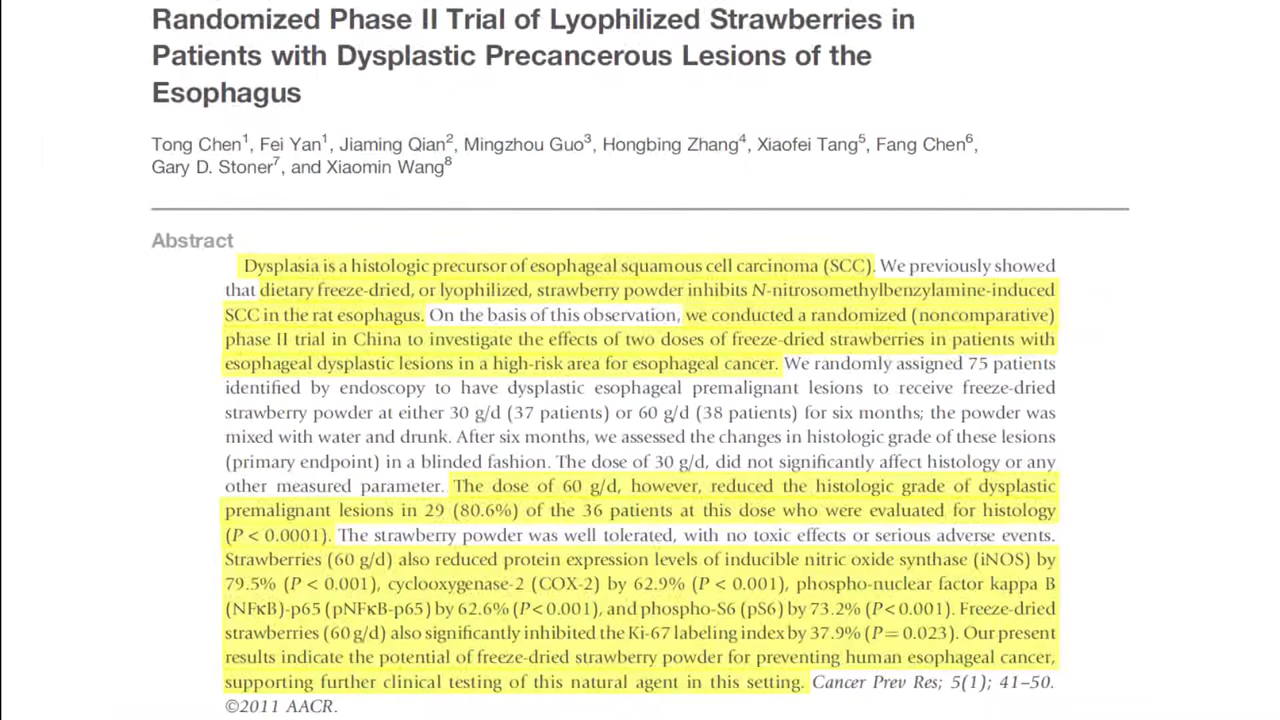 Randomized Phase II Trial of Lyophilized Strawberries in
Patients with Dysplastic Precancerous Lesions of the
Esophagus
Tong Chen1, Fei Yan1, Jiaming Qian2, Mingzhou Guo3, Hongbing Zhang4, Xiaofei Tang5, Fang Chen6,
Gary D. Stoner7, and Xiaomin Wang8
Abstract
Dysplasia is a histologic precursor of esophageal squamous cell carcinoma (SCC). We previously showed
that dietary freeze-dried, or lyophilized, strawberry powder inhibits N-nitrosomethylbenzylamine-induced
SCC in the rat esophagus. On the basis of this observation, we conducted a randomized (noncomparative)
phase II trial in China to investigate the effects of two doses of freeze-dried strawberries in patients with
esophageal dysplastic lesions in a high-risk area for esophageal cancer. We randomly assigned 75 patients
identified by endoscopy to have dysplastic esophageal premalignant lesions to receive freeze-dried
strawberry powder at either 30 g/d (37 patients) or 60 g/d (38 patients) for six months; the powder was
mixed with water and drunk. After six months, we assessed the changes in histologic grade of these lesions
(primary endpoint) in a blinded fashion. The dose of 30 g/d, did not significantly affect histology or any
other measured parameter. The dose of 60 g/d, however, reduced the histologic grade of dysplastic
premalignant lesions in 29 (80.6%) of the 36 patients at this dose who were evaluated for histology
(P < 0.0001). The strawberry powder was well tolerated, with no toxic effects or serious adverse events.
Strawberries (60 g/d) also reduced protein expression levels of inducible nitric oxide synthase (iNOS) by
79.5% (P < 0.001), cyclooxygenase-2 (COX-2) by 62.9% (P < 0.001), phospho-nuclear factor kappa B
(NFκB)-p65 (pNFκB-p65) by 62.6% (P < 0.001), and phospho-S6 (pS6) by 73.2% (P < 0.001). Freeze-dried
strawberries (60 g/d) also significantly inhibited the Ki-67 labeling index by 37.9% (P = 0.023). Our present
results indicate the potential of freeze-dried strawberry powder for preventing human esophageal cancer,
supporting further clinical testing of this natural agent in this setting. Cancer Prev Res; 5(1); 41–50.
©2011 AACR.